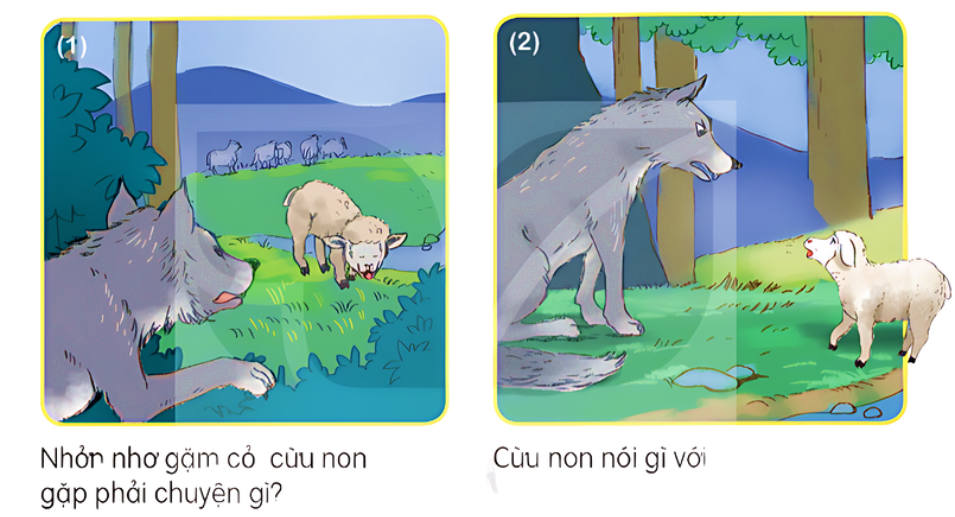 (1)
(2)
Nhởn nhơ gặm cỏ cừu non
gặp phải chuyện gì?
Cừu non nói gì với